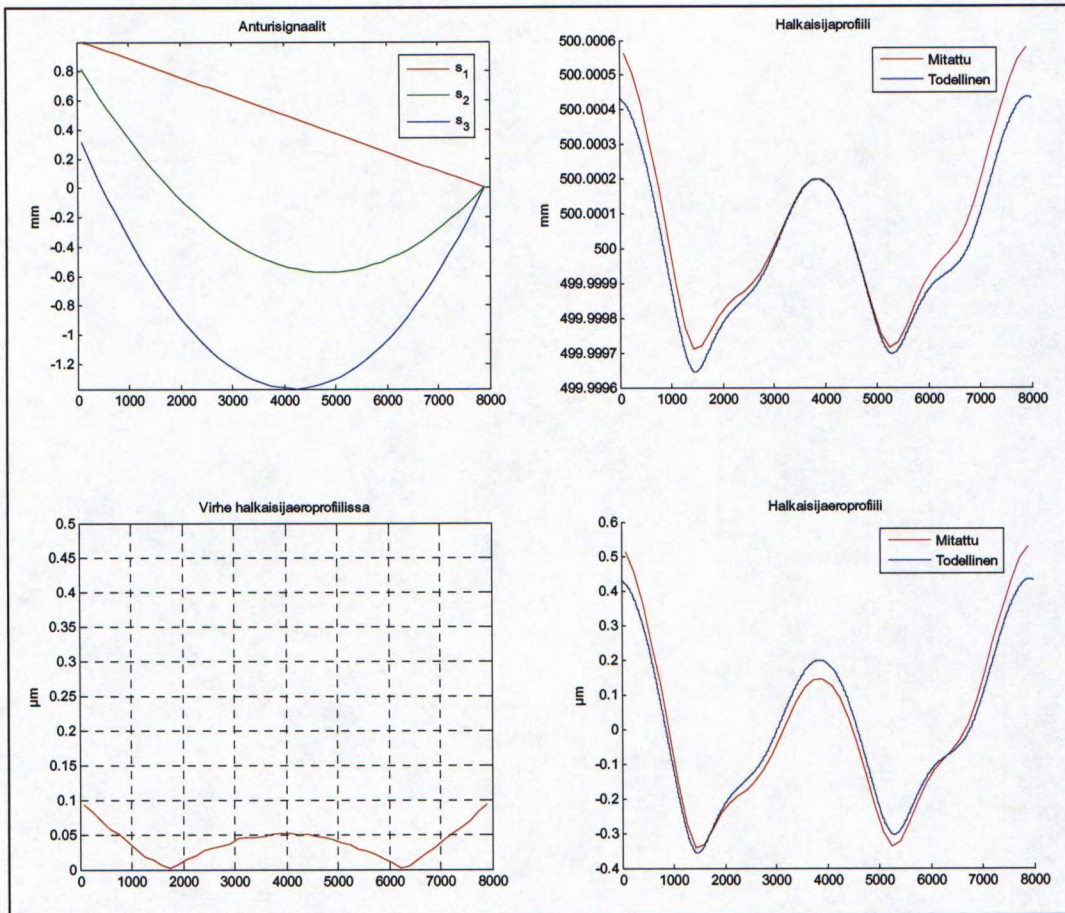 Anturisignaalit
0.8
0.6
0.4
0.2
0
-0.2
-0.4
-0.6
-0.8
-1
-1.2
mm
s1
s2
s3
0 1000 2000 3000 4000 5000 6000 7000 8000
Halkaisijaprofiili
500.0006
500.0005
500.0004
500.0003
500.0002
500.0001
500
499.9999
499.9998
499.9997
499.9996
mm
Mitattu
Todellinen
0 1000 2000 3000 4000 5000 6000 7000 8000
Virhe halkaisijaeroprofiilissa
0.5
0.45
0.4
0.35
0.3
0.25
0.2
0.15
0.1
0.05
0
µm
0 1000 2000 3000 4000 5000 6000 7000 8000
Halkaisijaeroprofiili
0.6
0.5
0.4
0.3
0.2
0.1
0
-0.1
-0.2
-0.3
-0.4
µm
Mitattu
Todellinen
0 1000 2000 3000 4000 5000 6000 7000 8000